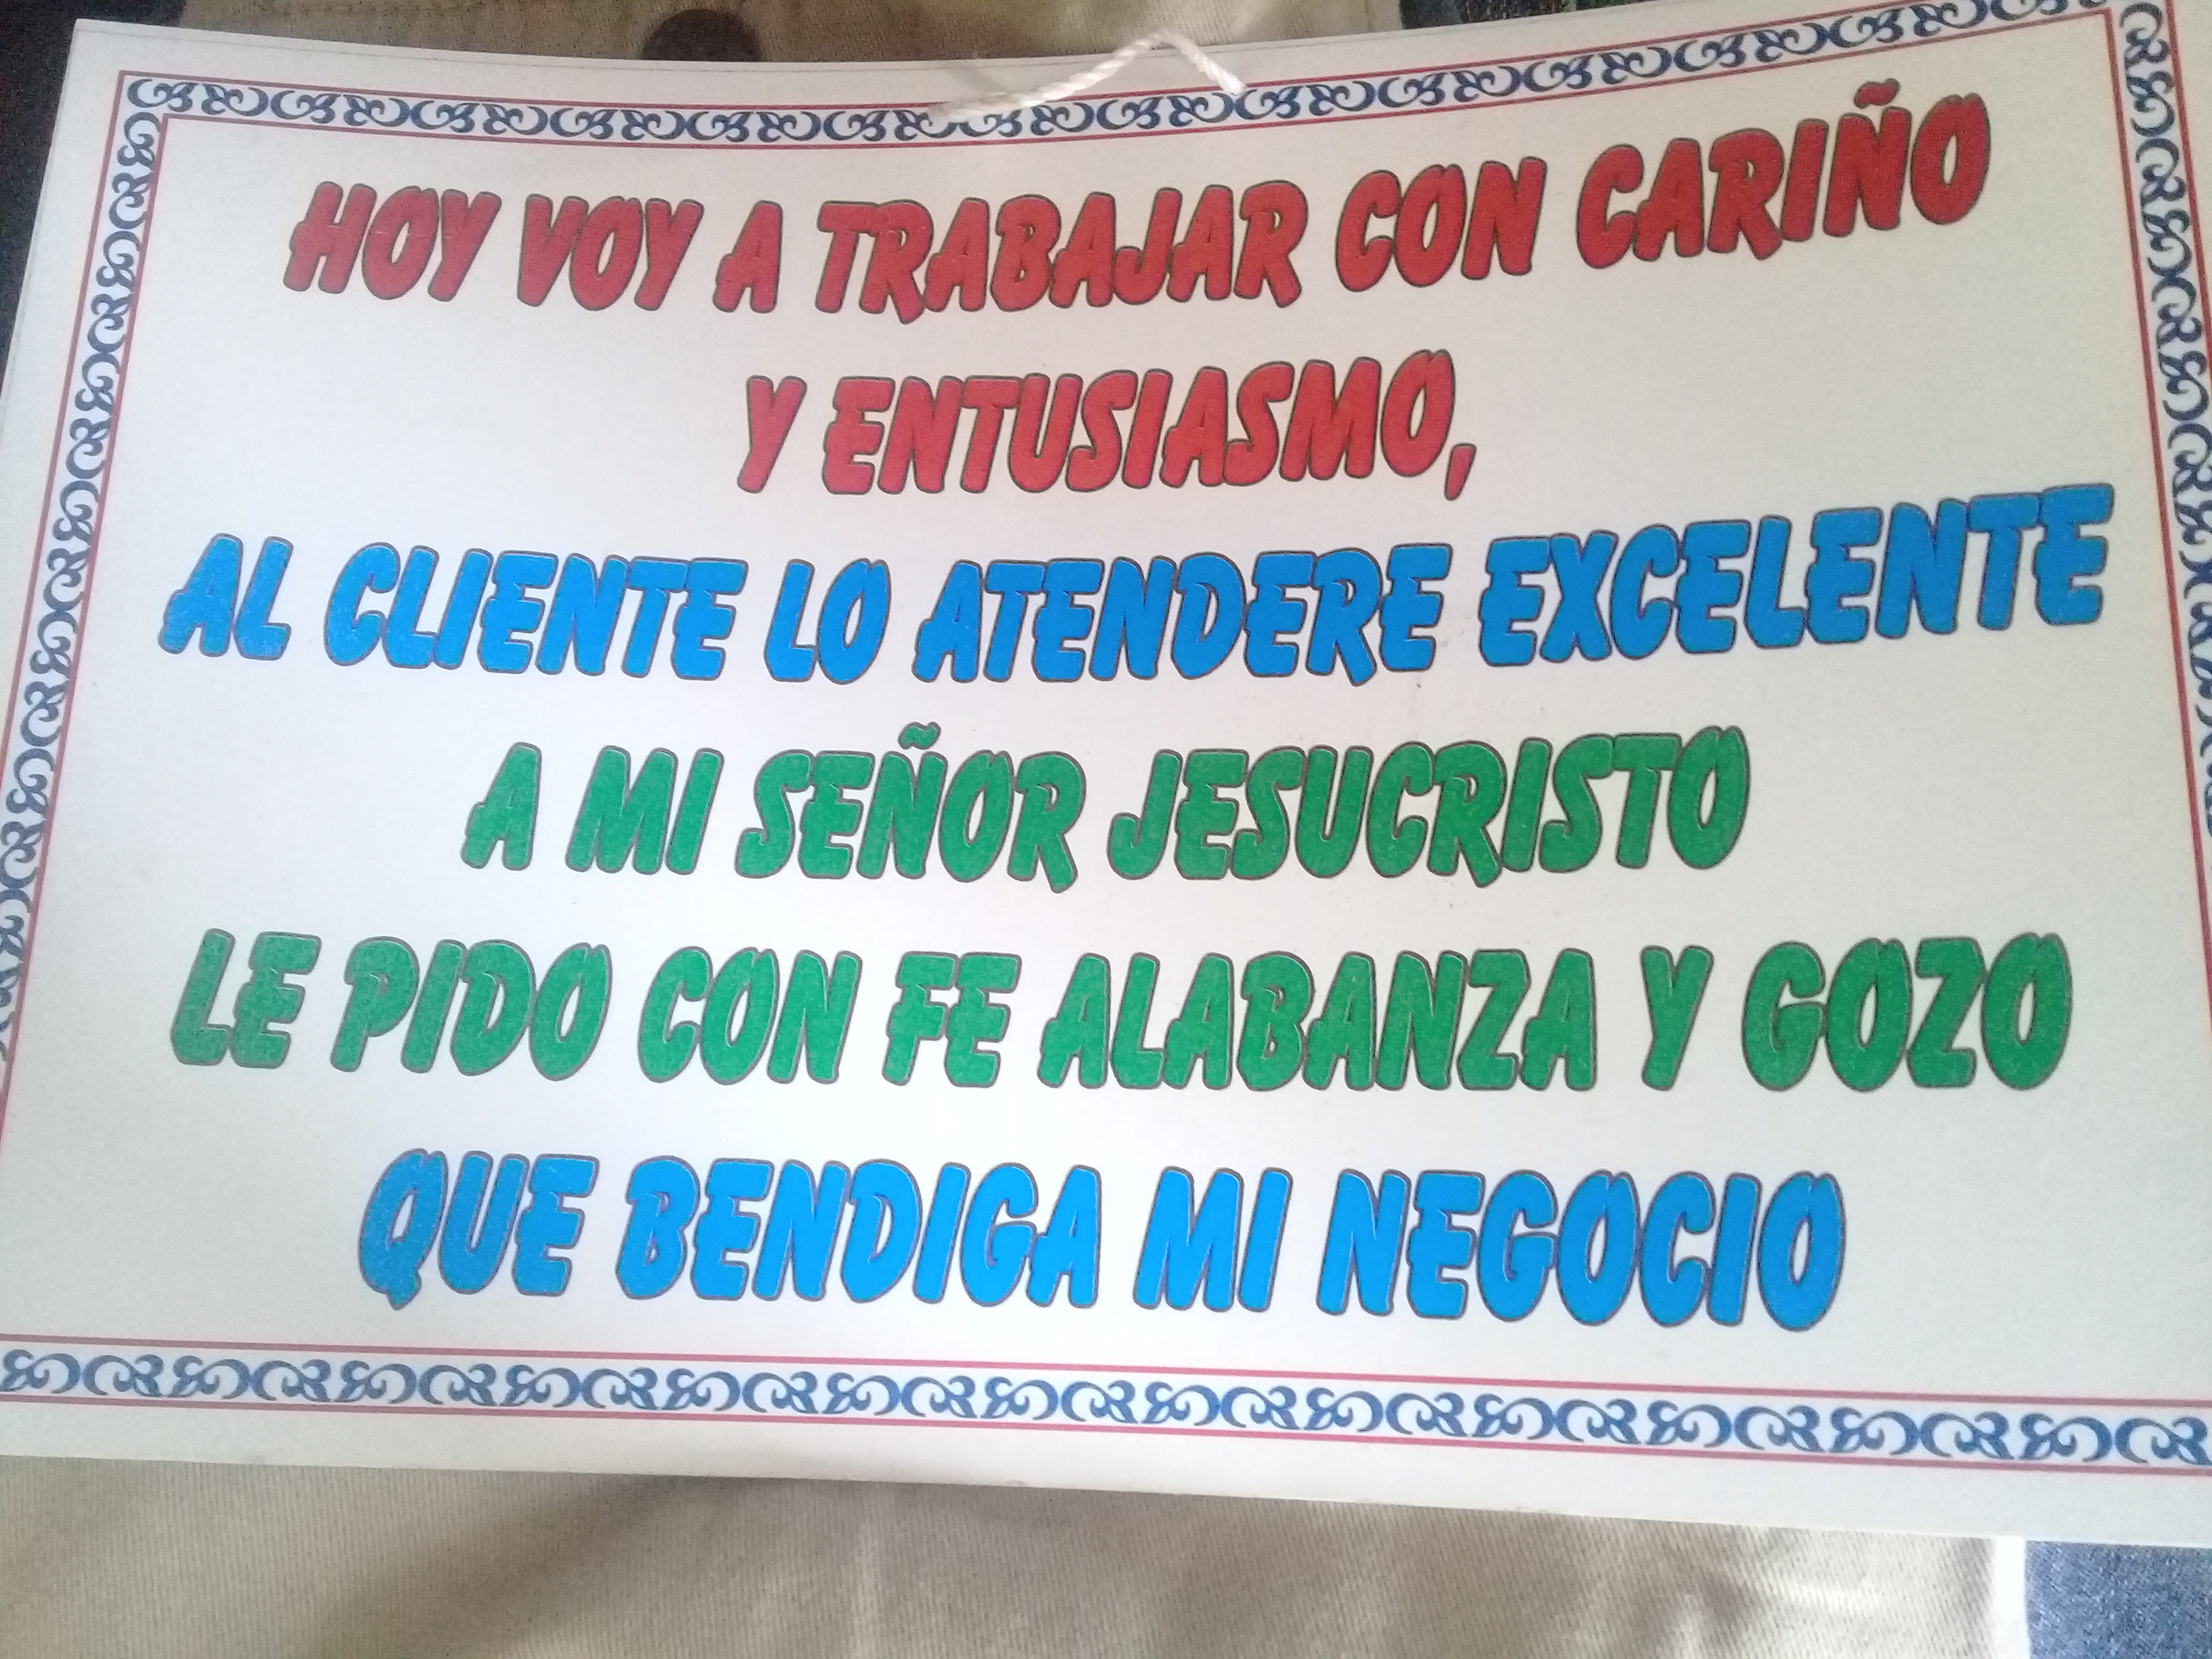 HOY VOY A TRABAJAR CON CARIÑO
Y ENTUSIASMO,
AL CLIENTE LO ATENDERE EXCELENTE
A MI SEÑOR JESUCRISTO
LE PIDO CON FE ALABANZA Y GOZO
QUE BENDIGA MI NEGOCIO